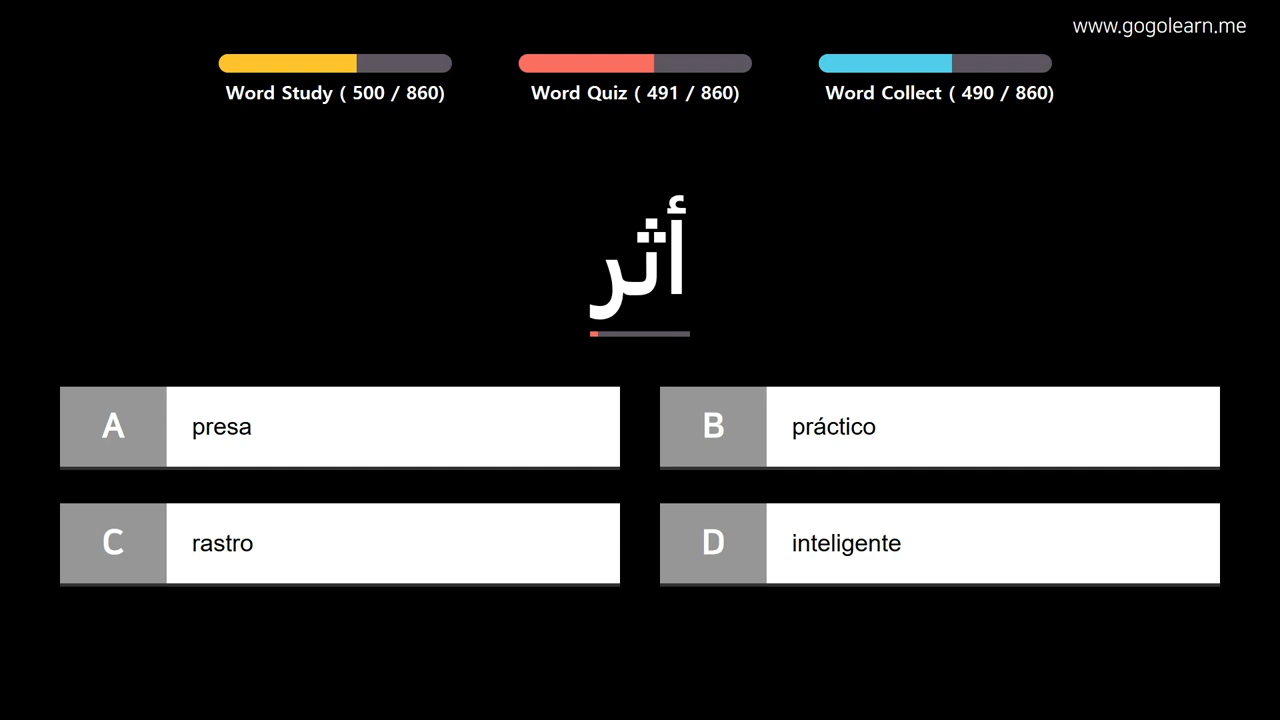 www.gogolearn.me
Word Study ( 500 / 860)
Word Quiz ( 491 / 860)
Word Collect ( 490 / 860)
أثر
A presa
B práctico
C rastro
D inteligente